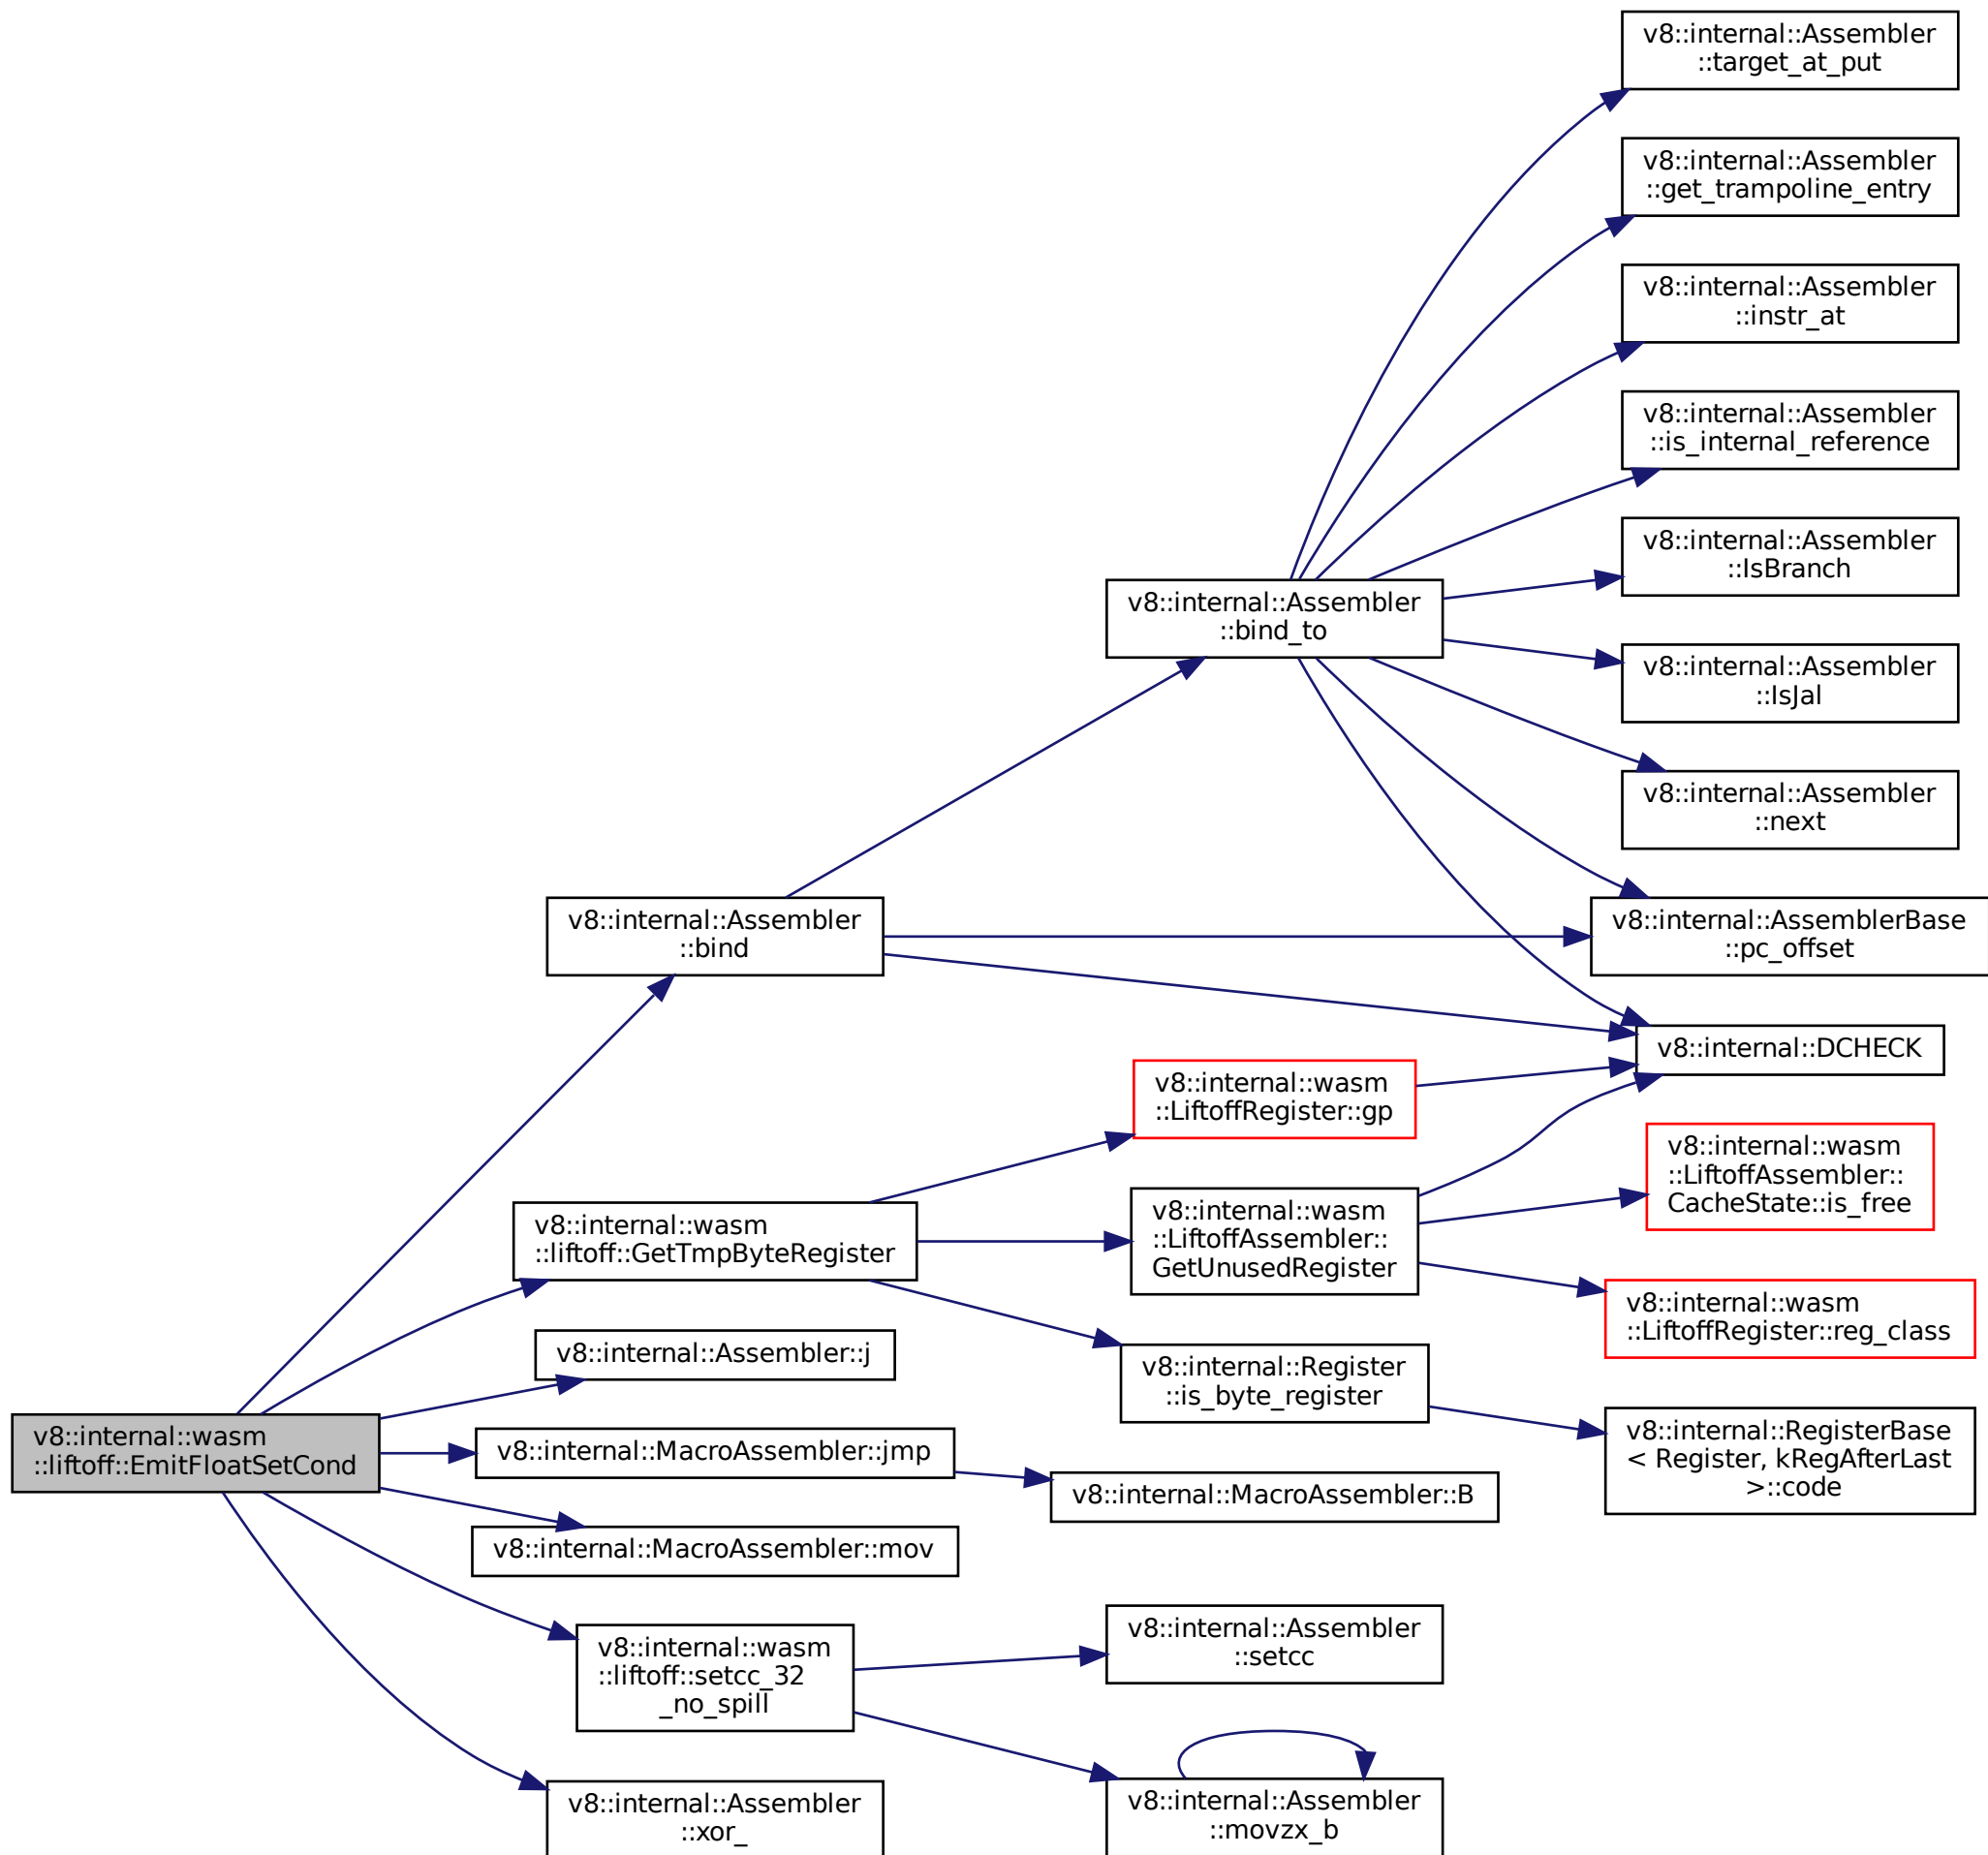 v8::internal::Assembler
::target_at_put
v8::internal::Assembler
::get_trampoline_entry
v8::internal::Assembler
::instr_at
v8::internal::Assembler
::is_internal_reference
v8::internal::Assembler
::IsBranch
v8::internal::Assembler
::bind_to
v8::internal::Assembler
::IsJal
v8::internal::Assembler
::next
v8::internal::Assembler
::bind
v8::internal::AssemblerBase
::pc_offset
v8::internal::DCHECK
v8::internal::wasm
::LiftoffRegister::gp
v8::internal::wasm
::LiftoffAssembler::
CacheState::is_free
v8::internal::wasm
::liftoff::GetTmpByteRegister
v8::internal::wasm
::LiftoffAssembler::
GetUnusedRegister
v8::internal::wasm
::LiftoffRegister::reg_class
v8::internal::Assembler::j
v8::internal::Register
::is_byte_register
v8::internal::wasm
::liftoff::EmitFloatSetCond
v8::internal::MacroAssembler::jmp
v8::internal::RegisterBase
< Register, kRegAfterLast
>::code
v8::internal::MacroAssembler::B
v8::internal::MacroAssembler::mov
v8::internal::wasm
::liftoff::setcc_32
_no_spill
v8::internal::Assembler
::setcc
v8::internal::Assembler
::xor_
v8::internal::Assembler
::movzx_b